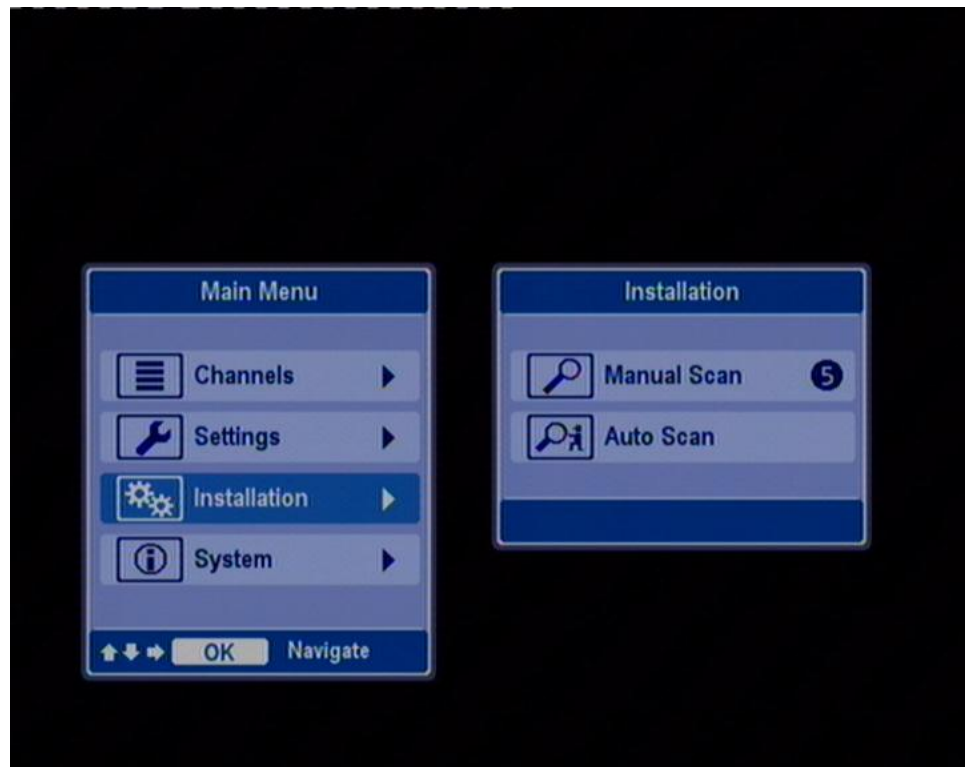 Main Menu
Channels
Settings
Installation
System
OK Navigate
Installation
Manual Scan 5
Auto Scan